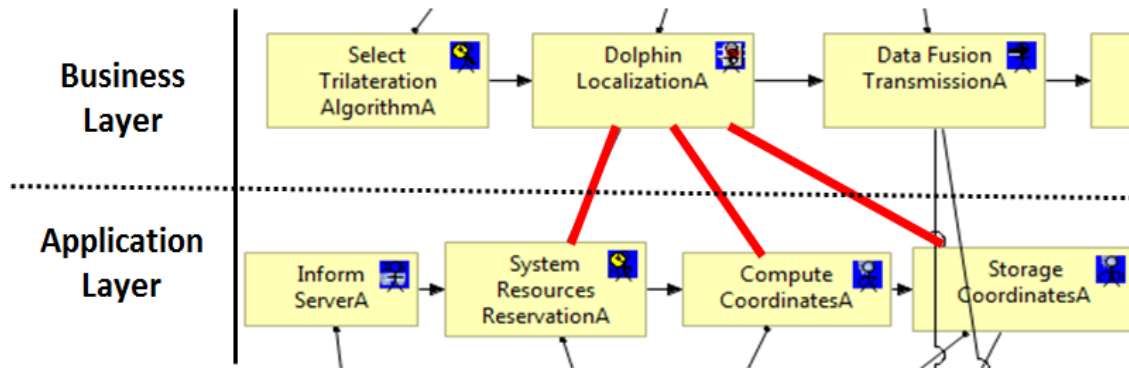 Business
Layer
Select
Trilateration
AlgorithmA
Dolphin
LocalizationA
Data Fusion
TransmissionA
Application
Layer
Inform
ServerA
System
Resources
ReservationA
Compute
CoordinatesA
Storage
CoordinatesA